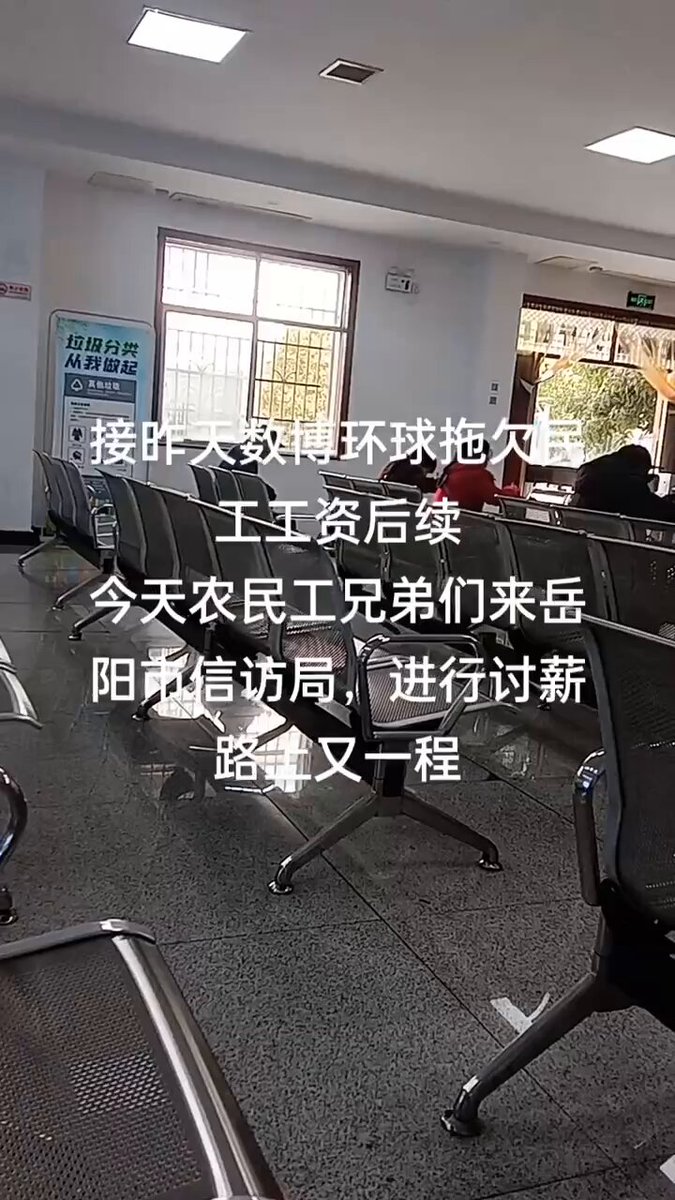 垃圾分类
从我做起
其他垃圾
接昨天数博环球拖欠民
工工资后续
今天农民工兄弟们来岳
阳市信访局，进行讨薪
路上又一程